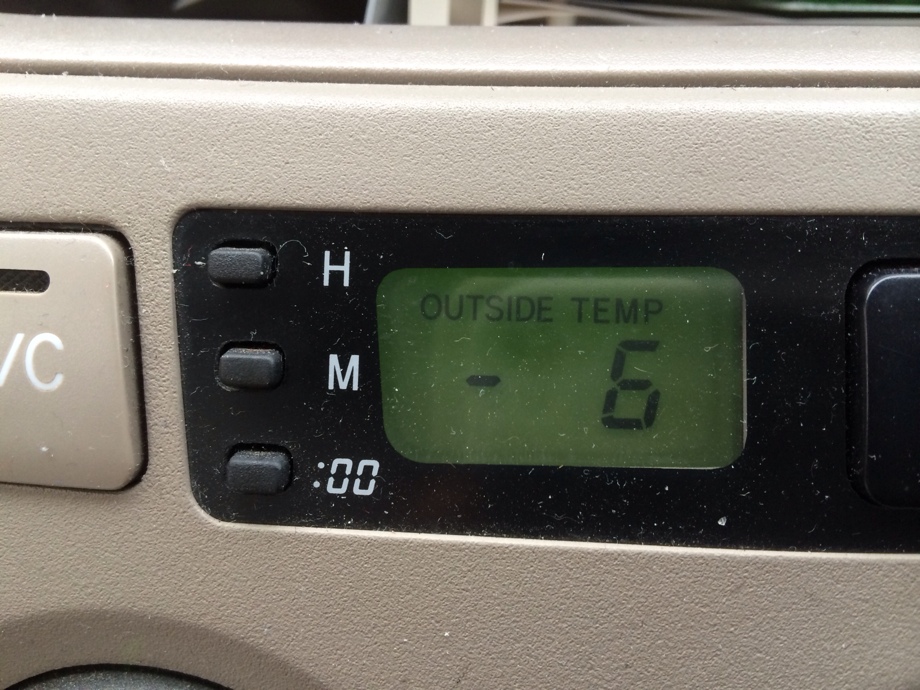 H
OUTSIDE TEMP
/C
M
- 6
:00